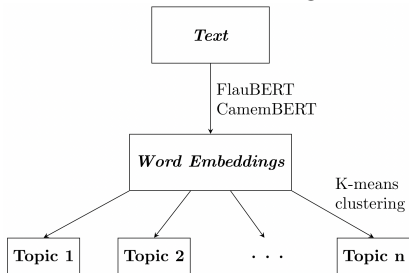 Text
FlauBERT
CamemBERT
Word Embeddings
K-means
clustering
Topic 1 Topic 2 . . . Topic n